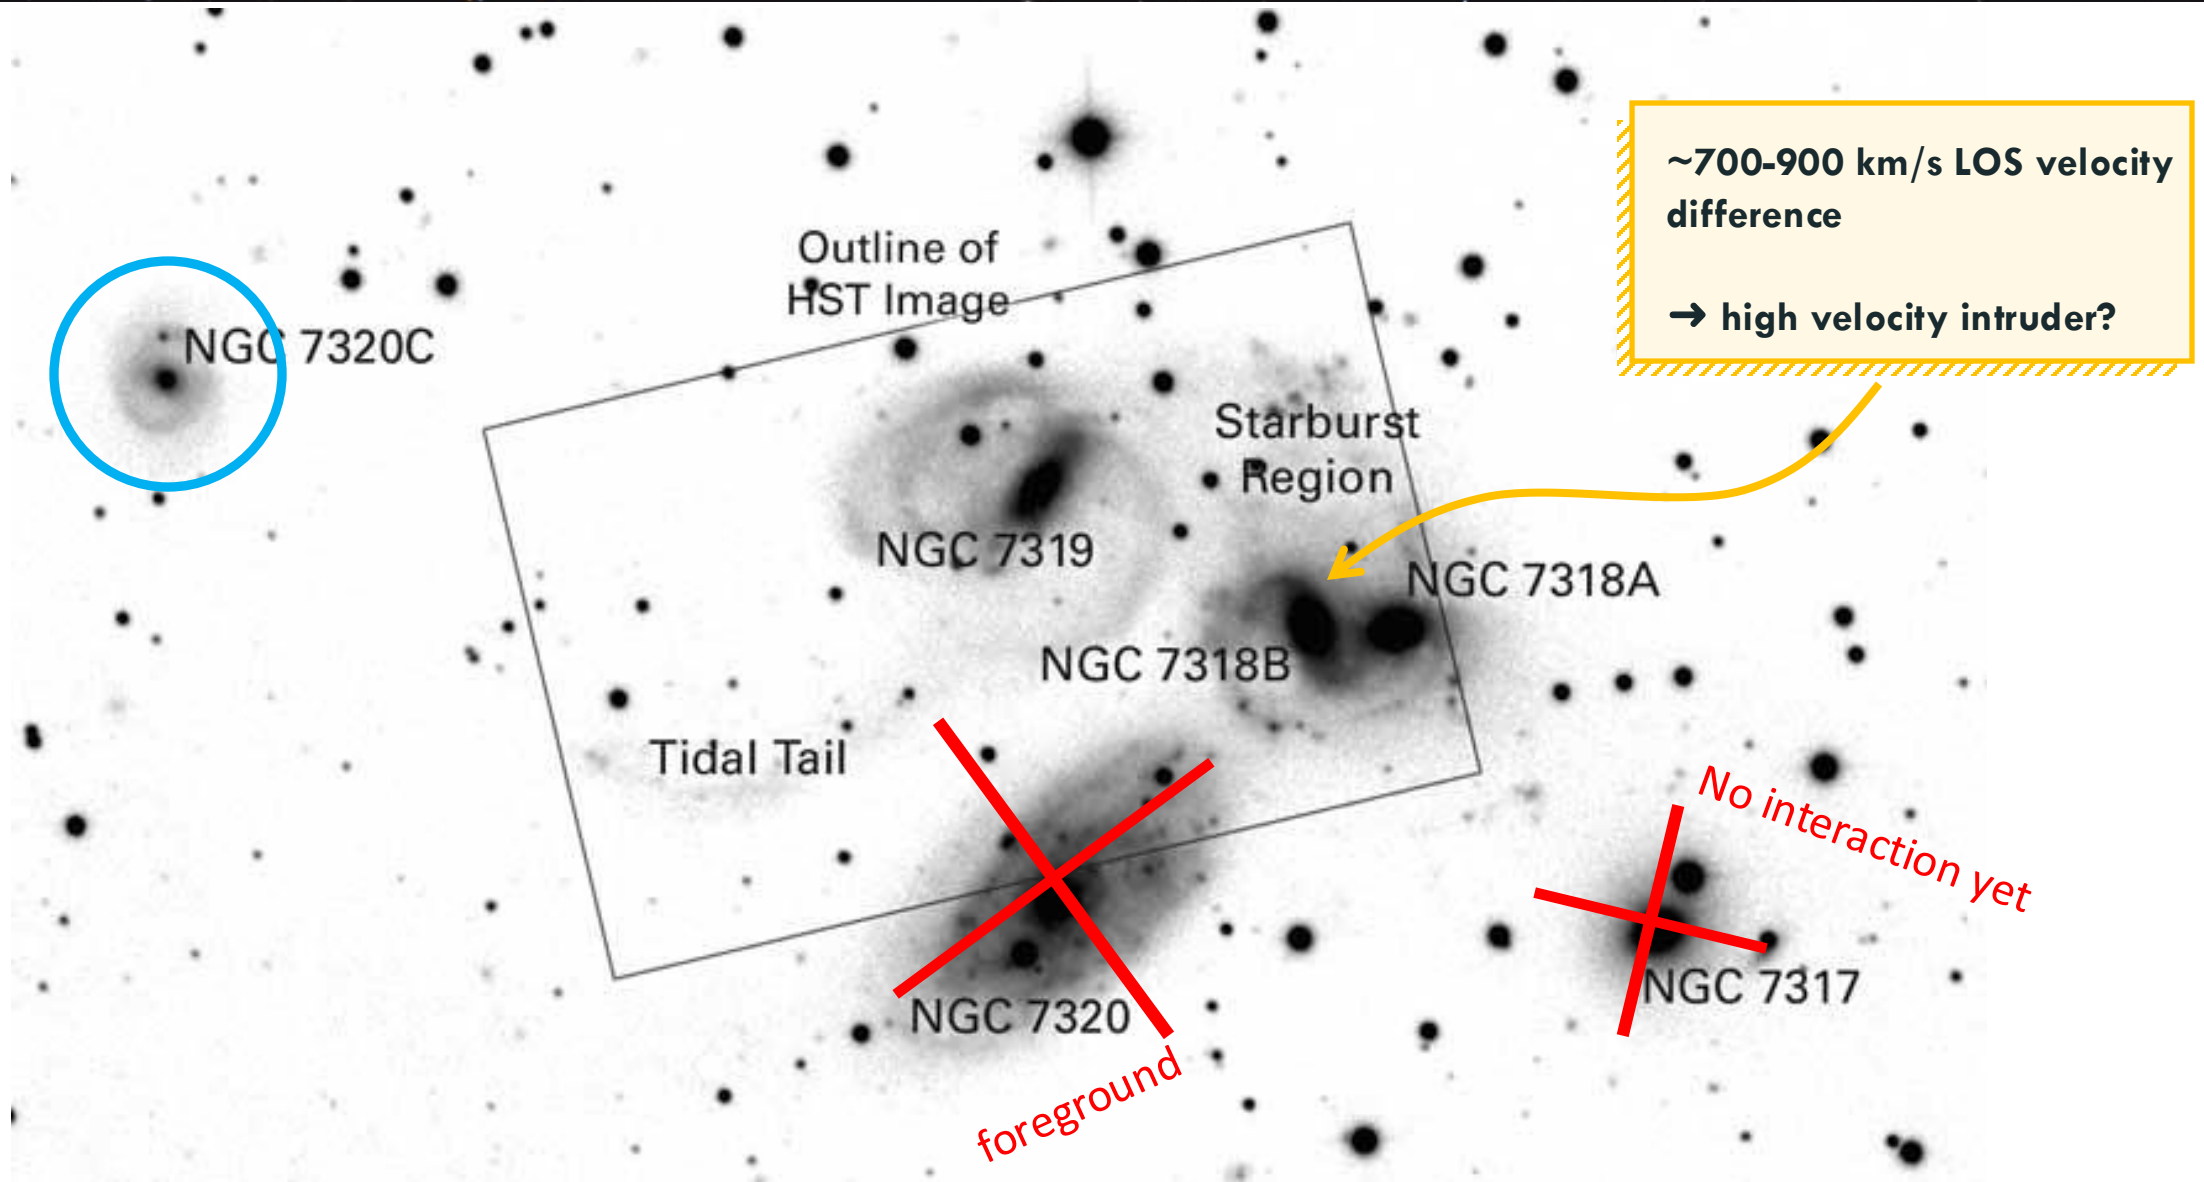 ~700-900 km/s LOS velocity
difference
→ high velocity intruder?
Outline of
HST Image
NGC 7320C
Starburst
Region
NGC 7319
NGC 7318A
NGC 7318B
Tidal Tail
No interaction yet
NGC 7317
NGC 7320
foreground